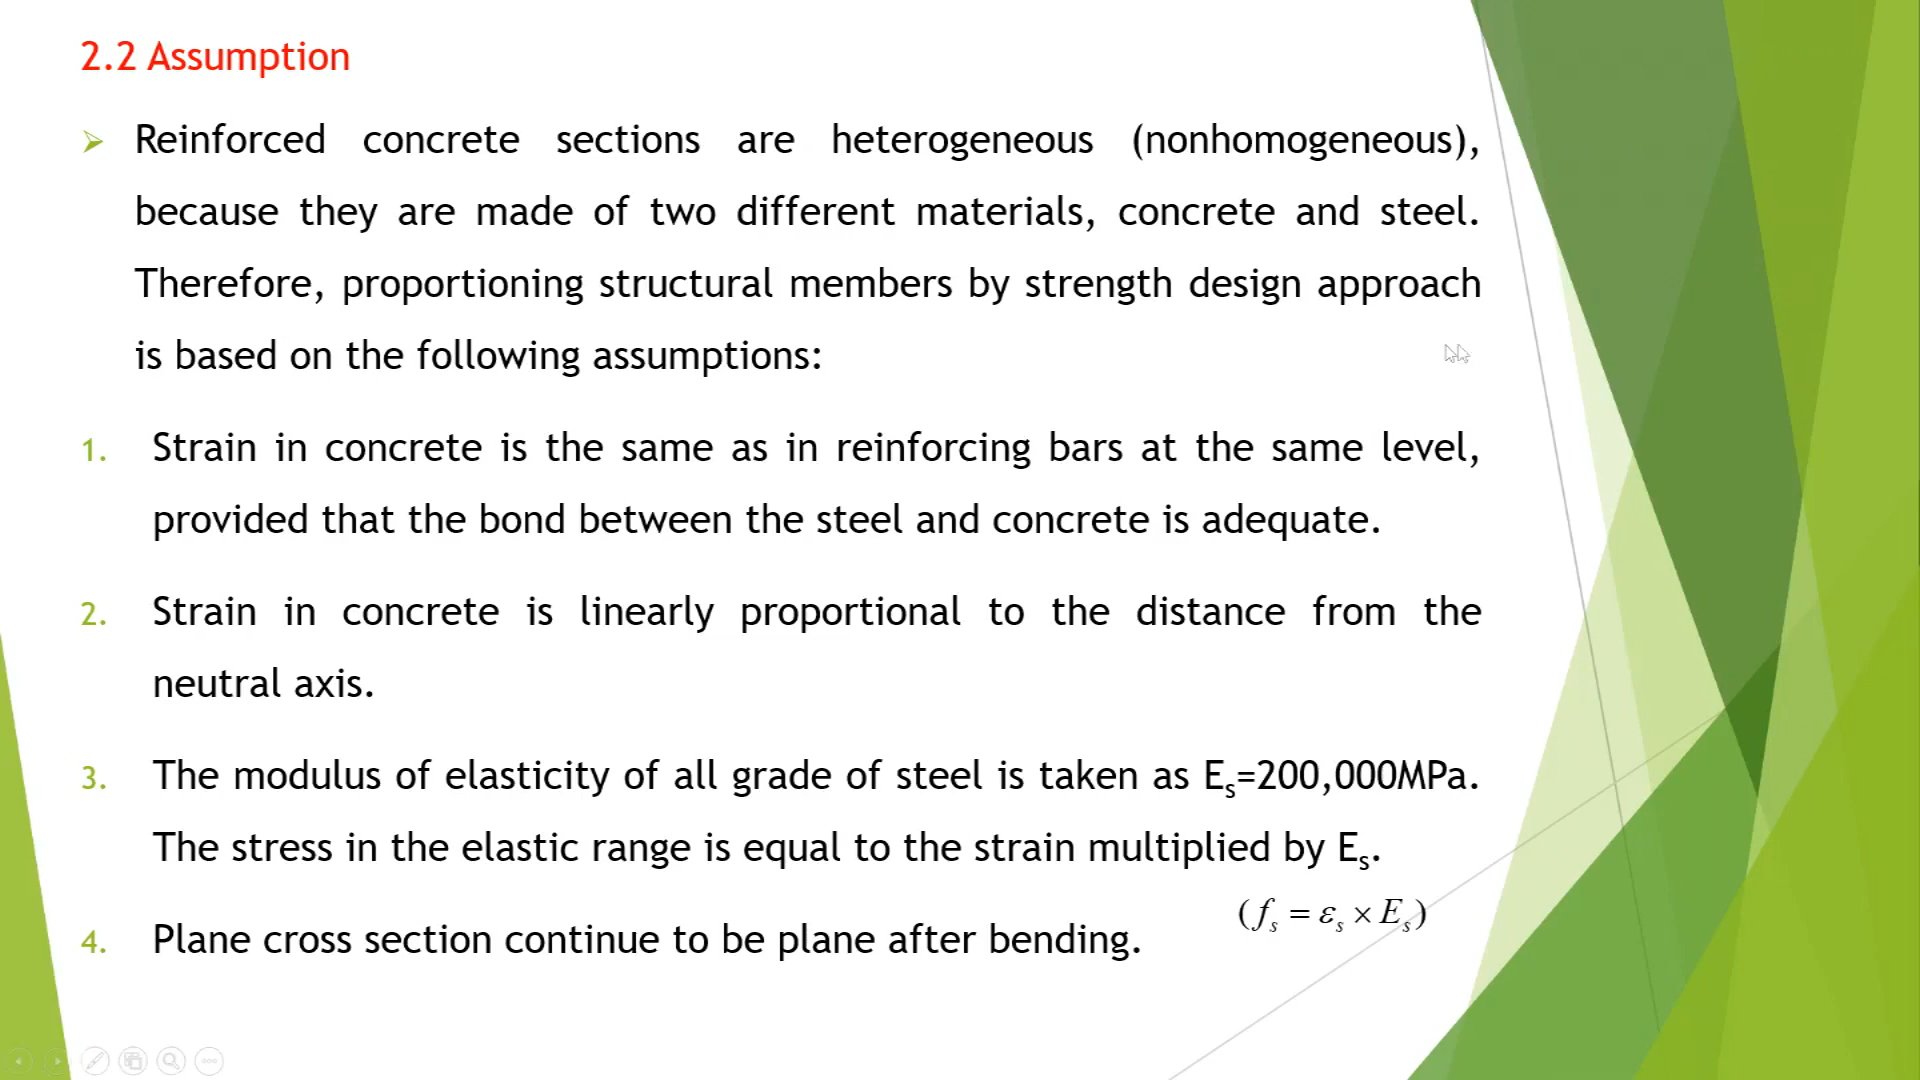 2.2 Assumption
➢ Reinforced concrete sections are heterogeneous (nonhomogeneous),
because they are made of two different materials, concrete and steel.
Therefore, proportioning structural members by strength design approach
is based on the following assumptions:
1. Strain in concrete is the same as in reinforcing bars at the same level,
provided that the bond between the steel and concrete is adequate.
2. Strain in concrete is linearly proportional to the distance from the
neutral axis.
3. The modulus of elasticity of all grade of steel is taken as Eₛ=200,000MPa.
The stress in the elastic range is equal to the strain multiplied by Eₛ.
(fₛ = εₛ × Eₛ)
4. Plane cross section continue to be plane after bending.